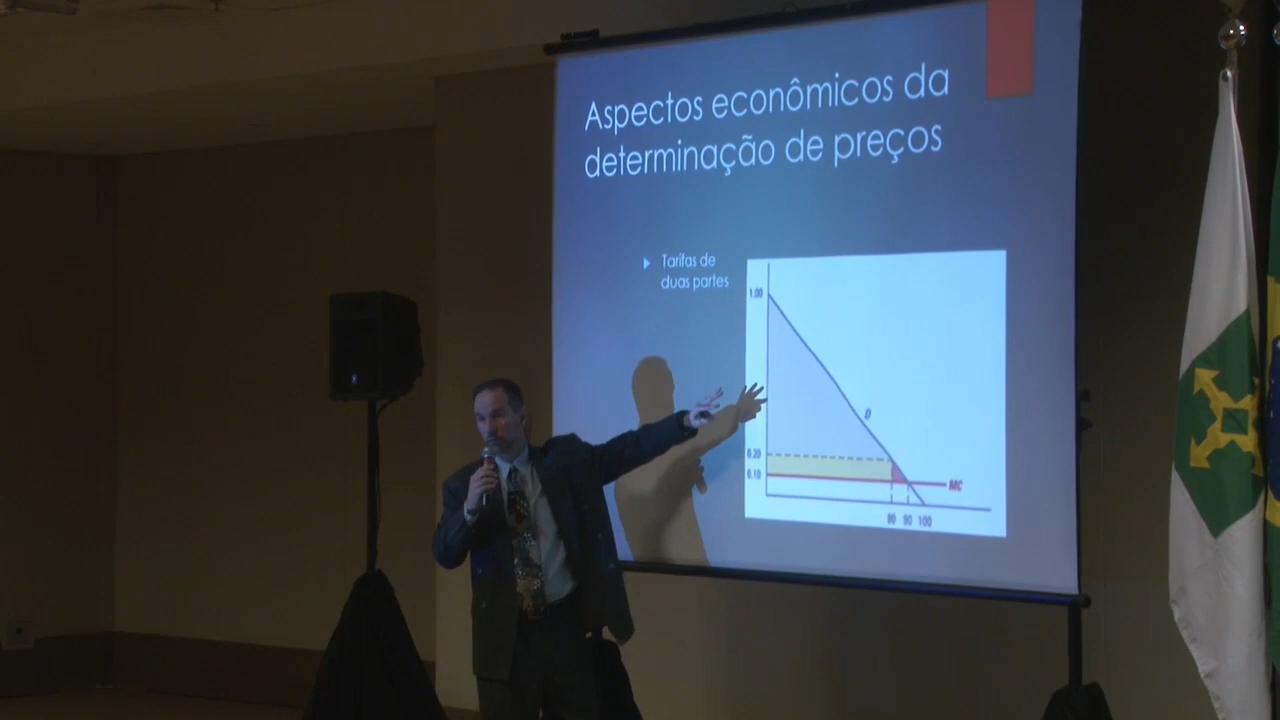 Aspectos econômicos da
determinação de preços
Tarifas de
duas partes
1.00
D
0.20
0.10
MC
80 90 100